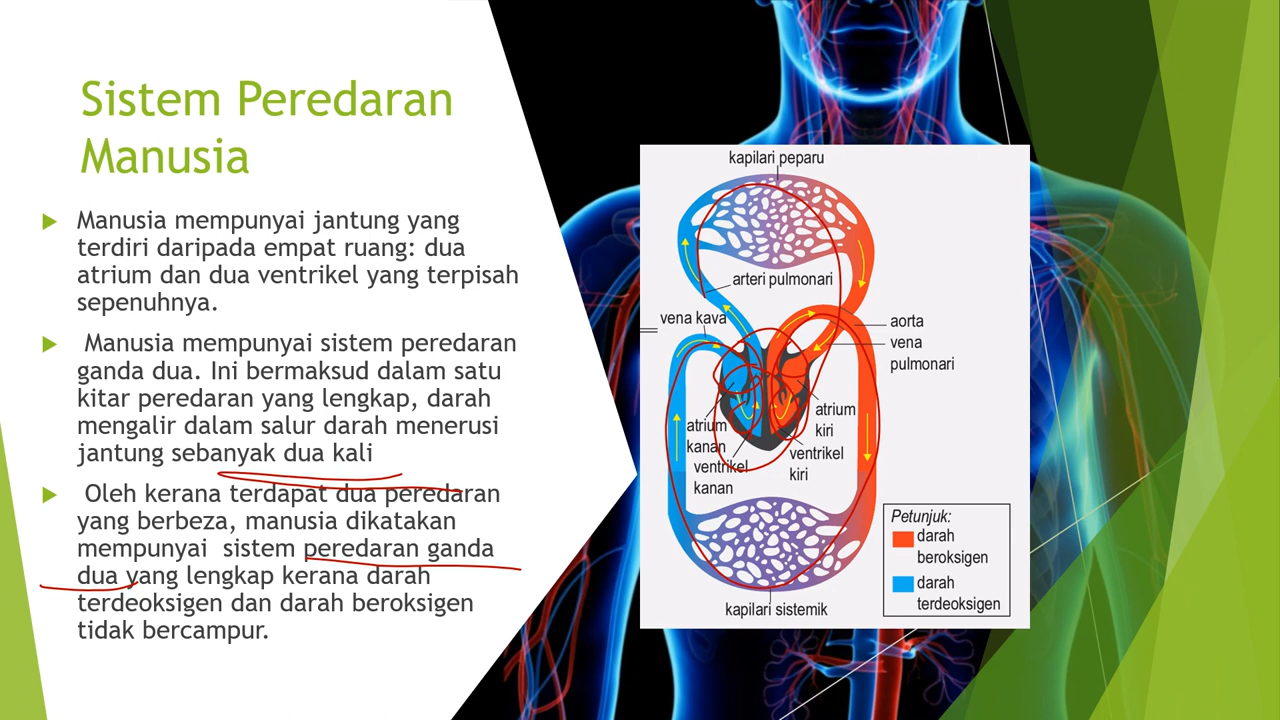 Sistem Peredaran
Manusia
Manusia mempunyai jantung yang
terdiri daripada empat ruang: dua
atrium dan dua ventrikel yang terpisah
sepenuhnya.
Manusia mempunyai sistem peredaran
ganda dua. Ini bermaksud dalam satu
kitar peredaran yang lengkap, darah
mengalir dalam salur darah menerusi
jantung sebanyak dua kali
Oleh kerana terdapat dua peredaran
yang berbeza, manusia dikatakan
mempunyai sistem peredaran ganda
dua yang lengkap kerana darah
terdeoksigen dan darah beroksigen
tidak bercampur.
kapilari peparu
arteri pulmonari
vena kava
aorta
vena
pulmonari
atrium
kiri
atrium
kanan
ventrikel
kiri
ventrikel
kanan
Petunjuk:
darah
beroksigen
darah
terdeoksigen
kapilari sistemik